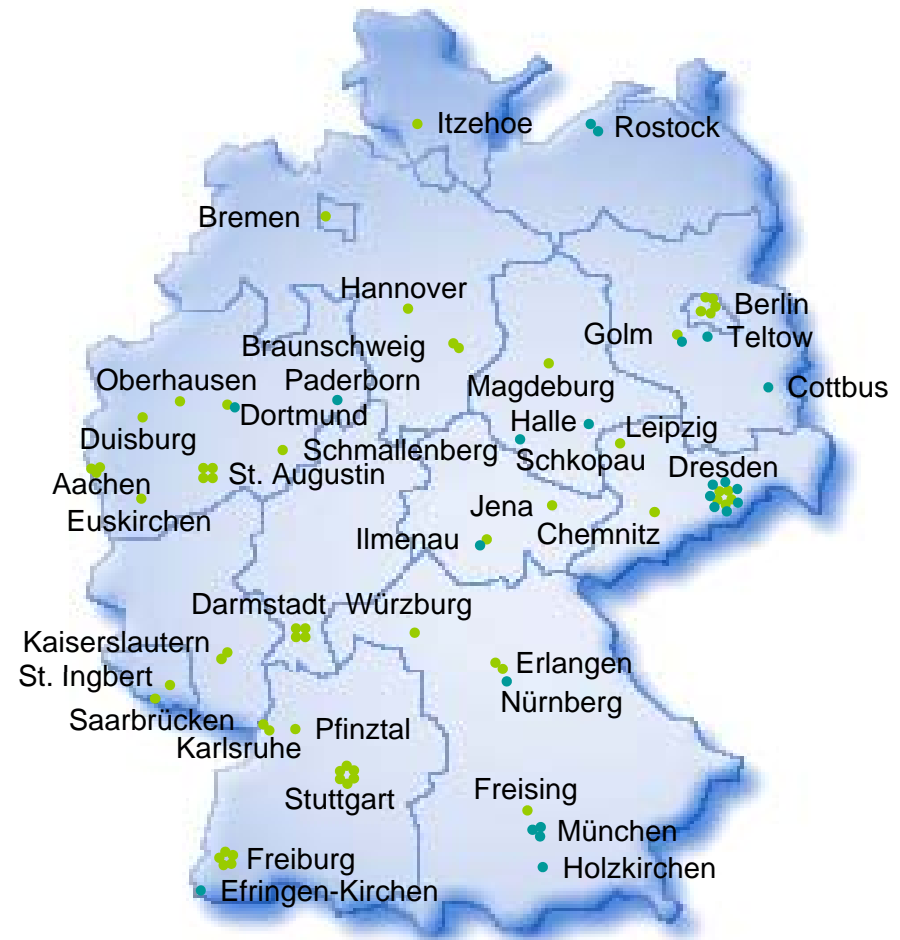 Itzehoe
Rostock
Bremen
Hannover
Berlin
Golm
Teltow
Braunschweig
Oberhausen
Paderborn
Magdeburg
Cottbus
Dortmund
Halle
Leipzig
Duisburg
Schmallenberg
Schkopau
Dresden
St. Augustin
Aachen
Euskirchen
Jena
Chemnitz
Ilmenau
Darmstadt
Würzburg
Kaiserslautern
Erlangen
St. Ingbert
Nürnberg
Saarbrücken
Pfinztal
Karlsruhe
Stuttgart
Freising
München
Freiburg
Holzkirchen
Efringen-Kirchen